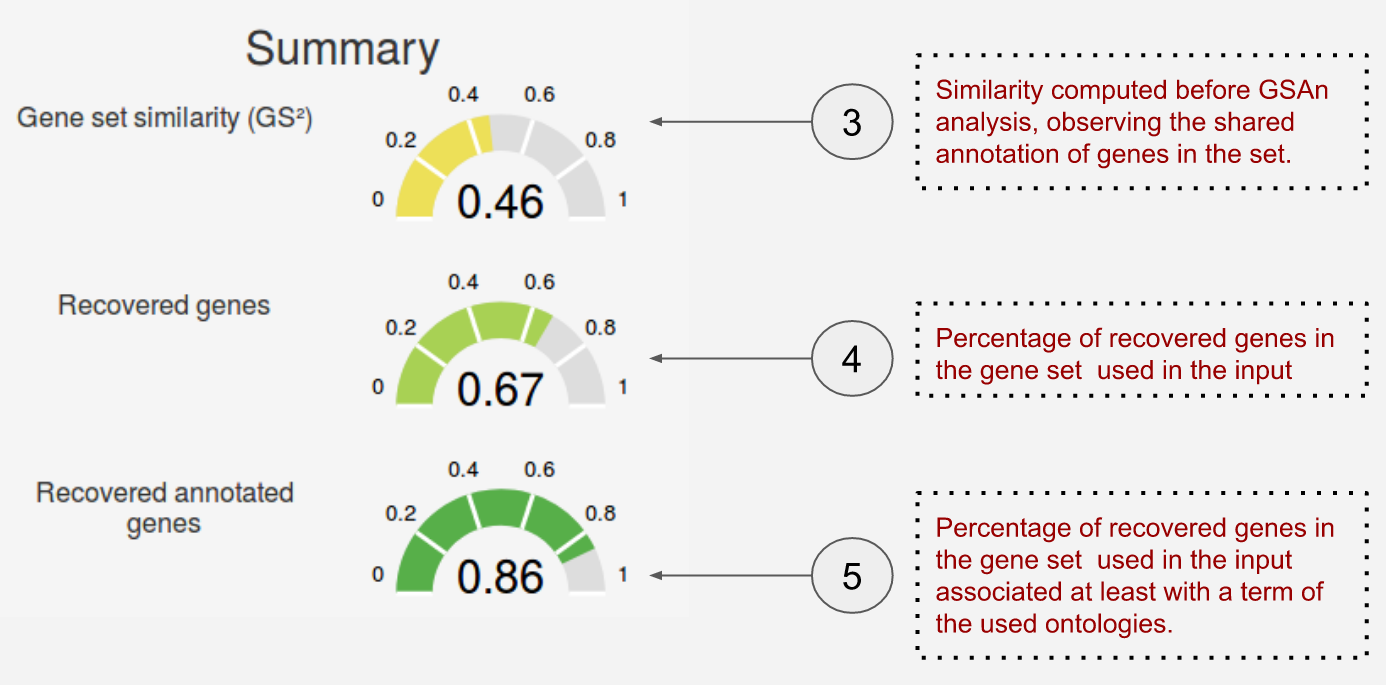 Summary
Gene set similarity (GS²)
0
0.2
0.4
0.6
0.8
1
0.46
3
Similarity computed before GSAn
analysis, observing the shared
annotation of genes in the set.
Recovered genes
0
0.2
0.4
0.6
0.8
1
0.67
4
Percentage of recovered genes in
the gene set  used in the input
Recovered annotated
genes
0
0.2
0.4
0.6
0.8
1
0.86
5
Percentage of recovered genes in
the gene set  used in the input
associated at least with a term of
the used ontologies.